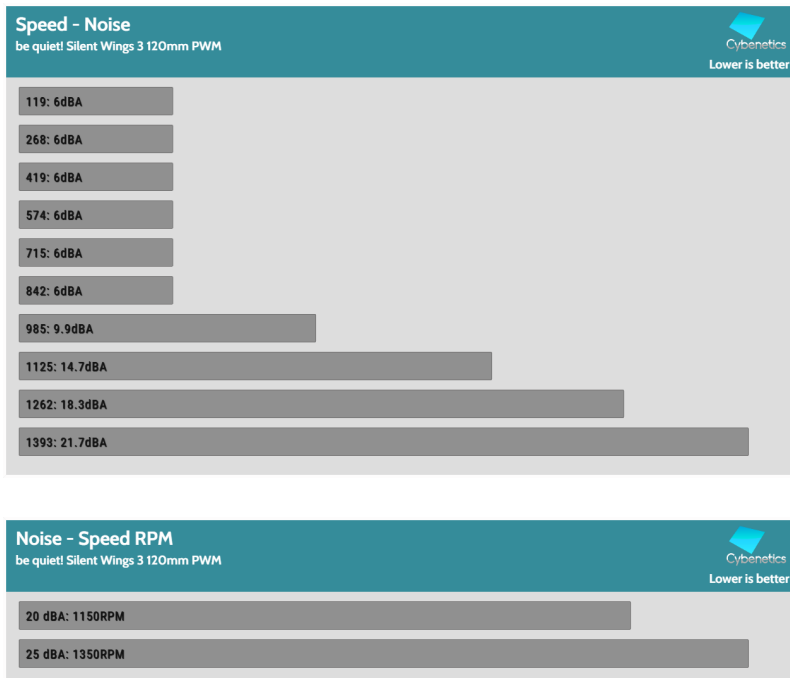 Speed - Noise
be quiet! Silent Wings 3 120mm PWM
Cybenetics
Lower is better
119: 6dBA
268: 6dBA
419: 6dBA
574: 6dBA
715: 6dBA
842: 6dBA
985: 9.9dBA
1125: 14.7dBA
1262: 18.3dBA
1393: 21.7dBA
Noise - Speed RPM
be quiet! Silent Wings 3 120mm PWM
Cybenetics
Lower is better
20 dBA: 1150RPM
25 dBA: 1350RPM